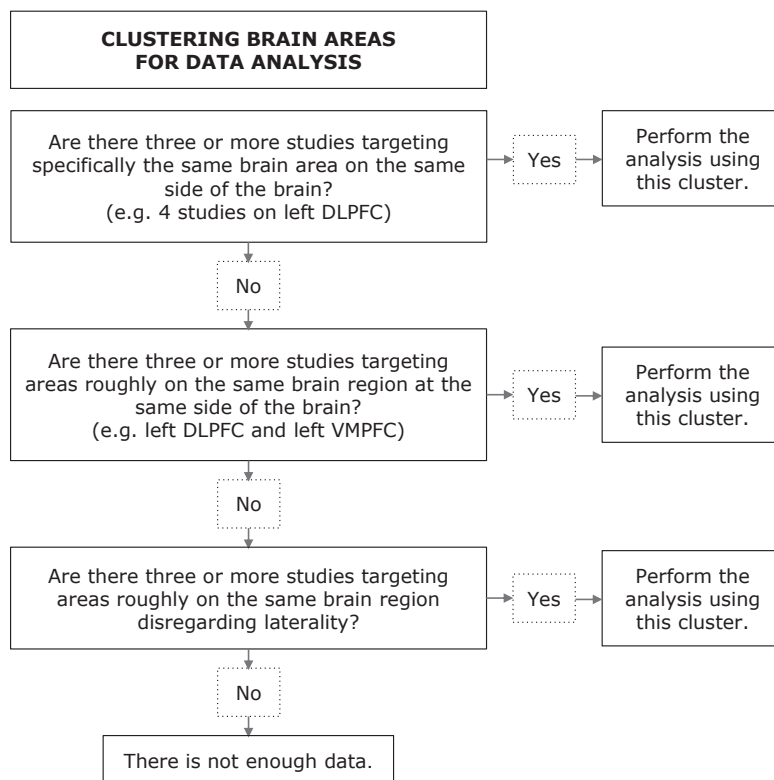 CLUSTERING BRAIN AREAS
FOR DATA ANALYSIS
Are there three or more studies targeting
specifically the same brain area on the same
side of the brain?
(e.g. 4 studies on left DLPFC)
Yes
Perform the
analysis using
this cluster.
No
Are there three or more studies targeting
areas roughly on the same brain region at the
same side of the brain?
(e.g. left DLPFC and left VMPFC)
Yes
Perform the
analysis using
this cluster.
No
Are there three or more studies targeting
areas roughly on the same brain region
disregarding laterality?
Yes
Perform the
analysis using
this cluster.
No
There is not enough data.